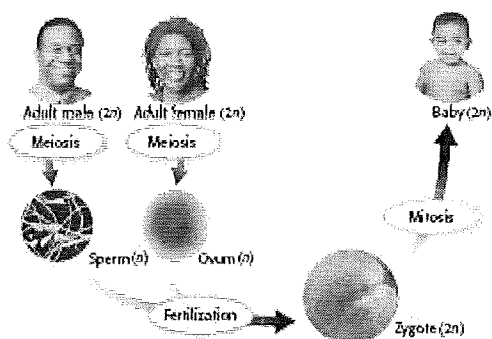 Adult male (2n) Adult female (2n) Baby (2n)
Meiosis Meiosis
Mitosis
Sperm (n) Ovum (n)
Fertilization
Zygote (2n)